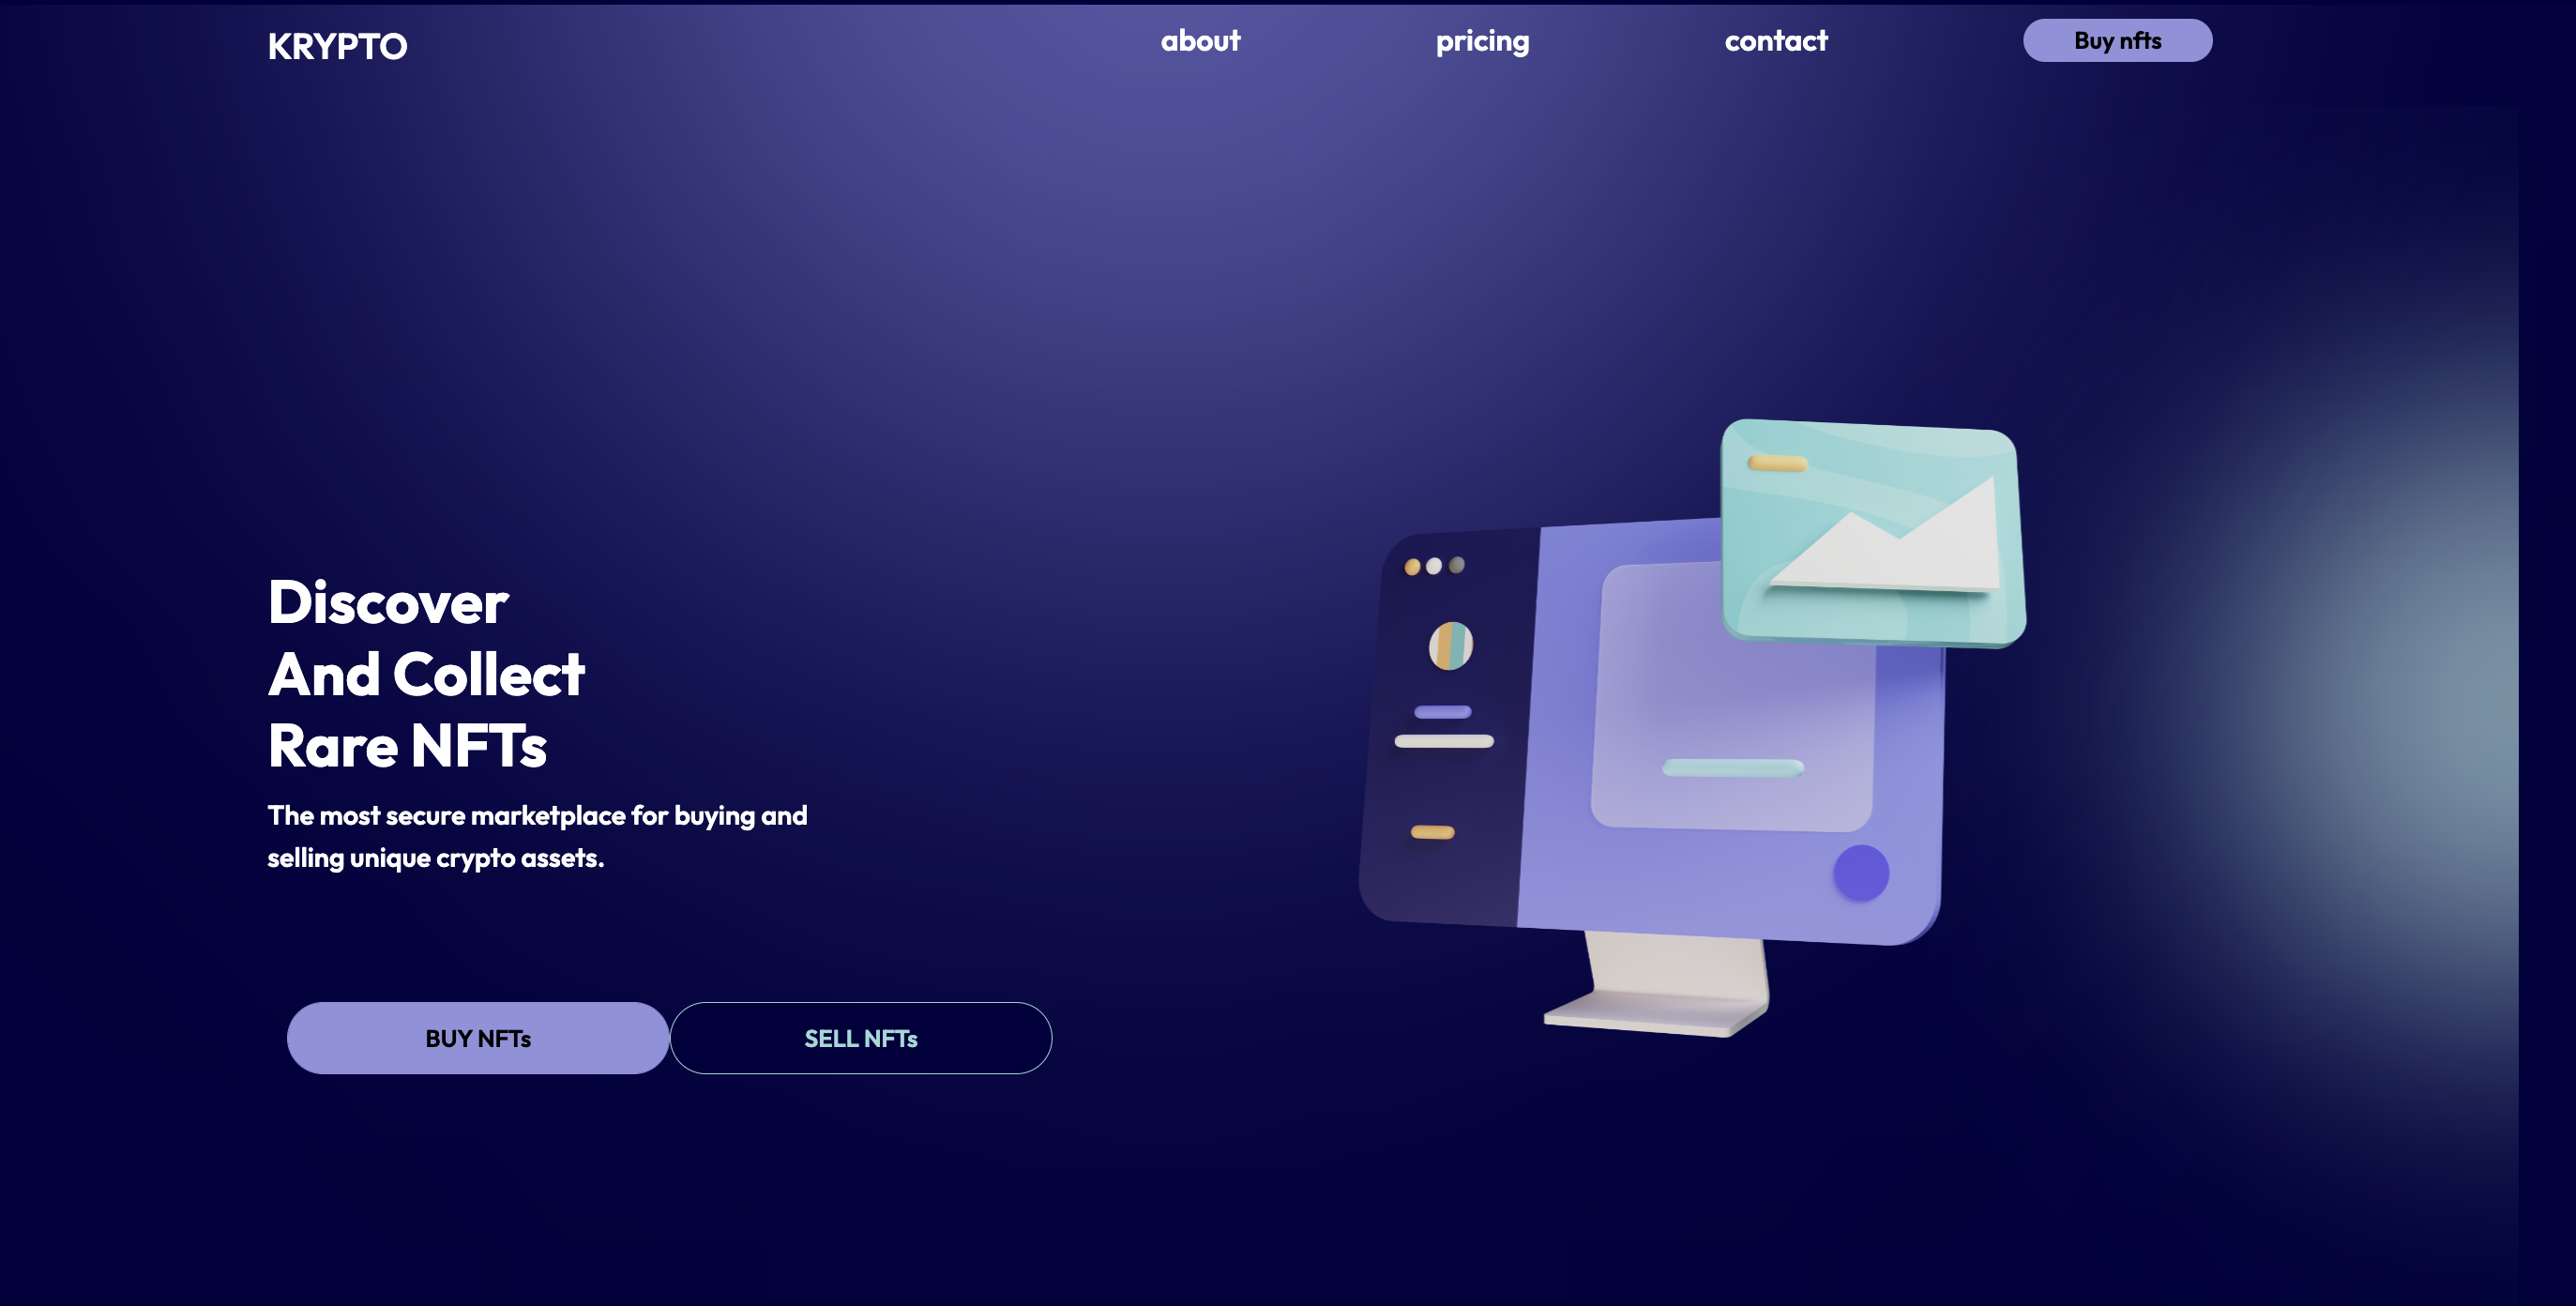 KRYPTO
about
pricing
contact
Buy nfts
Discover
And Collect
Rare NFTs
The most secure marketplace for buying and
selling unique crypto assets.
BUY NFTs
SELL NFTs